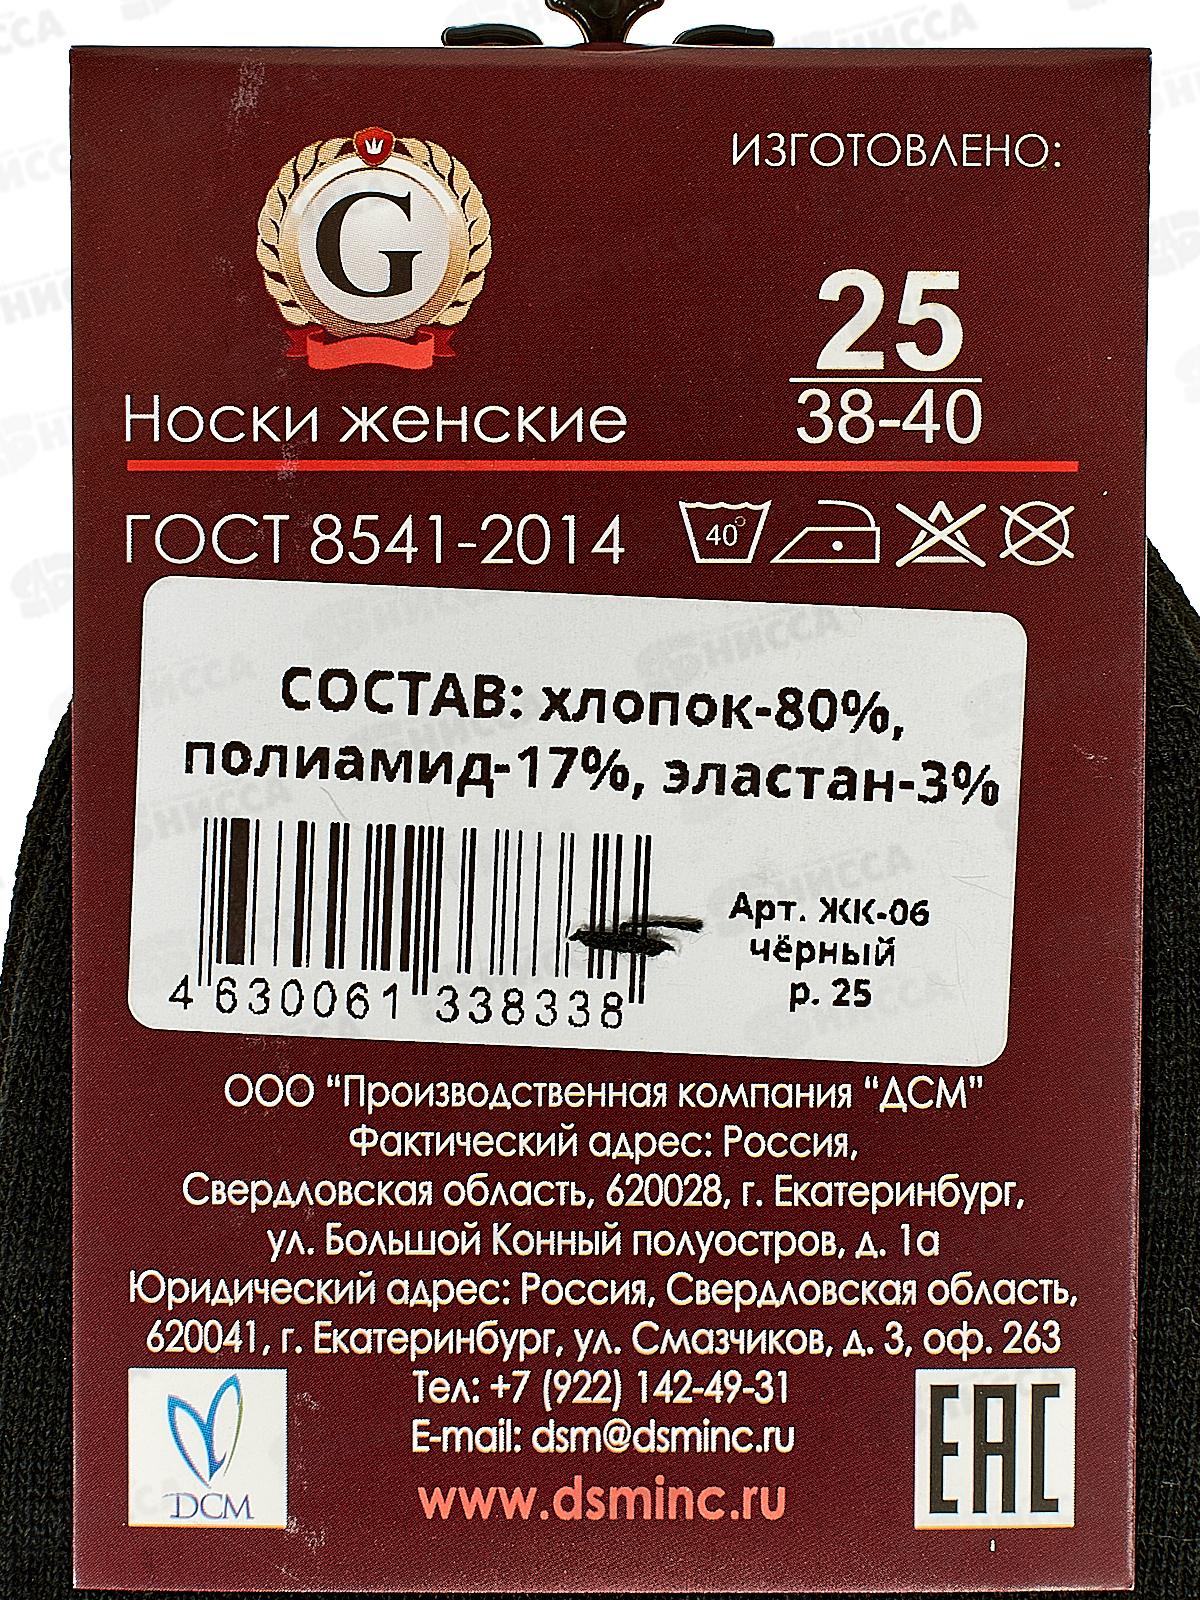 G
ИЗГОТОВЛЕНО:
25
38-40
Носки женские
ГОСТ 8541-2014
40°
СОСТАВ: хлопок-80%,
полиамид-17%, эластан-3%
Арт. ЖК-06
чёрный
р. 25
4 630061 338338
ООО “Производственная компания “ДСМ”
Фактический адрес: Россия,
Свердловская область, 620028, г. Екатеринбург,
ул. Большой Конный полуостров, д. 1а
Юридический адрес: Россия, Свердловская область,
620041, г. Екатеринбург, ул. Смазчиков, д. 3, оф. 263
Тел: +7 (922) 142-49-31
E-mail: dsm@dsminc.ru
www.dsminc.ru
ДСМ
ЕАС